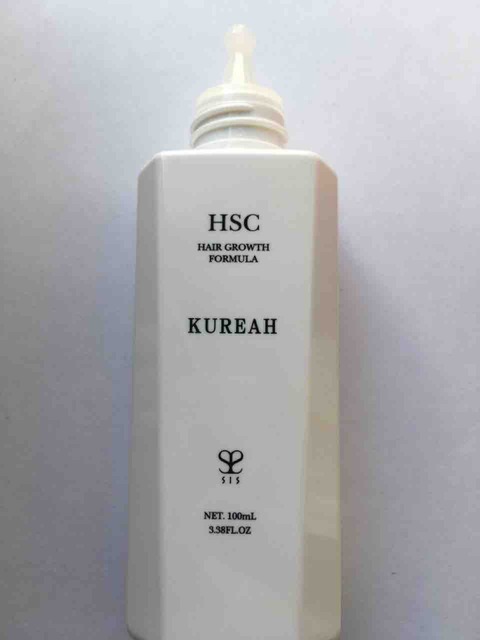 HSC
HAIR GROWTH
FORMULA
KUREAH
SIS
NET. 100mL
3.38FL.OZ